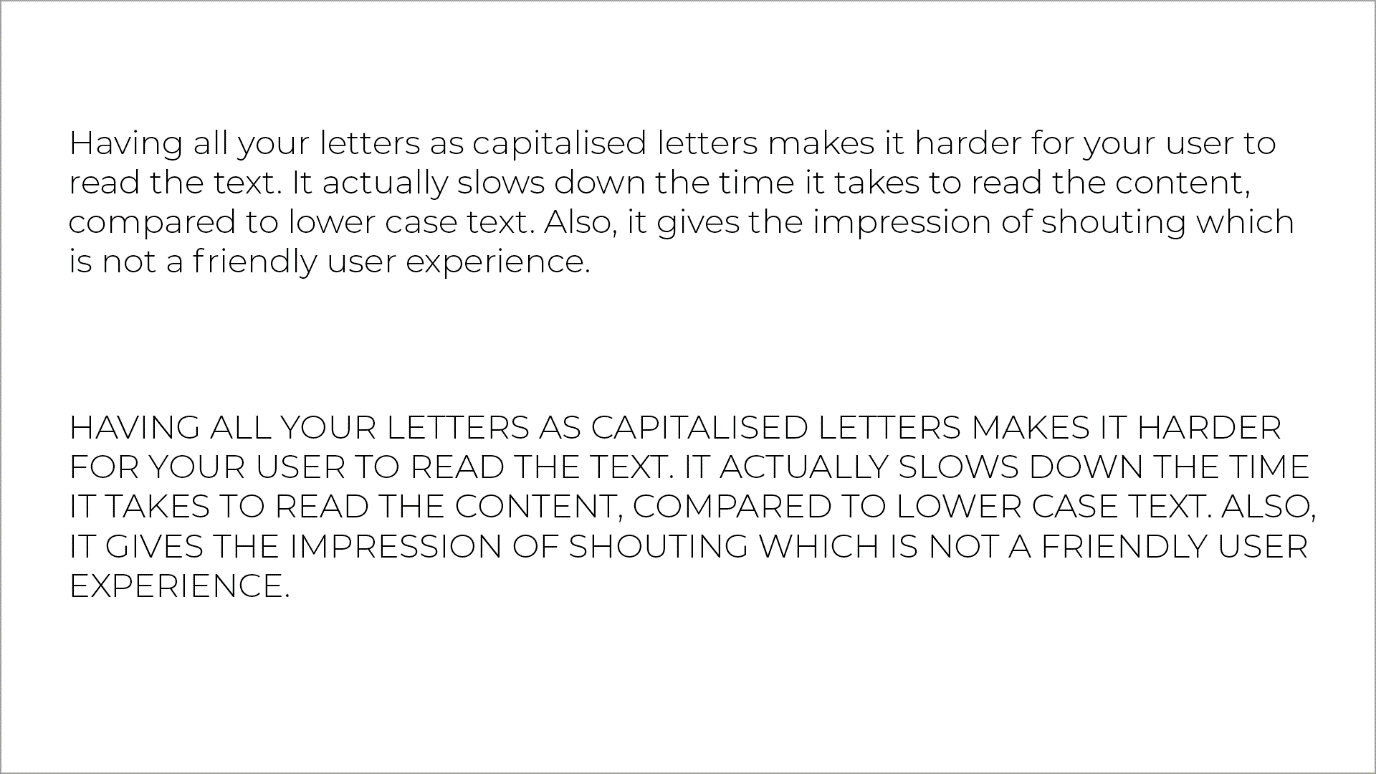 Having all your letters as capitalised letters makes it harder for your user to
read the text. It actually slows down the time it takes to read the content,
compared to lower case text. Also, it gives the impression of shouting which
is not a friendly user experience.
HAVING ALL YOUR LETTERS AS CAPITALISED LETTERS MAKES IT HARDER
FOR YOUR USER TO READ THE TEXT. IT ACTUALLY SLOWS DOWN THE TIME
IT TAKES TO READ THE CONTENT, COMPARED TO LOWER CASE TEXT. ALSO,
IT GIVES THE IMPRESSION OF SHOUTING WHICH IS NOT A FRIENDLY USER
EXPERIENCE.